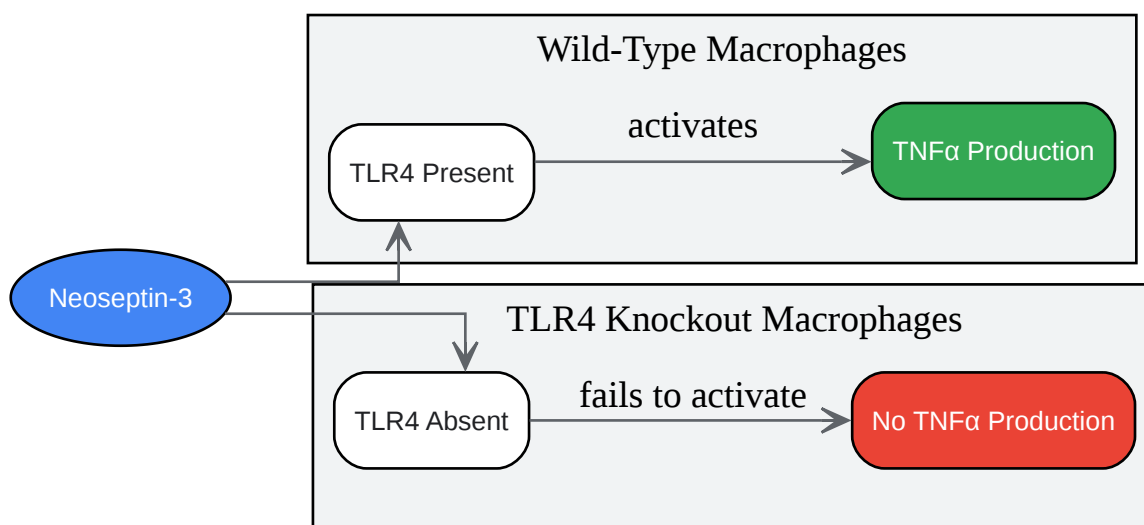 Wild-Type Macrophages
activates
TLR4 Present
TNFα Production
Neoseptin-3
TLR4 Knockout Macrophages
fails to activate
TLR4 Absent
No TNFα Production